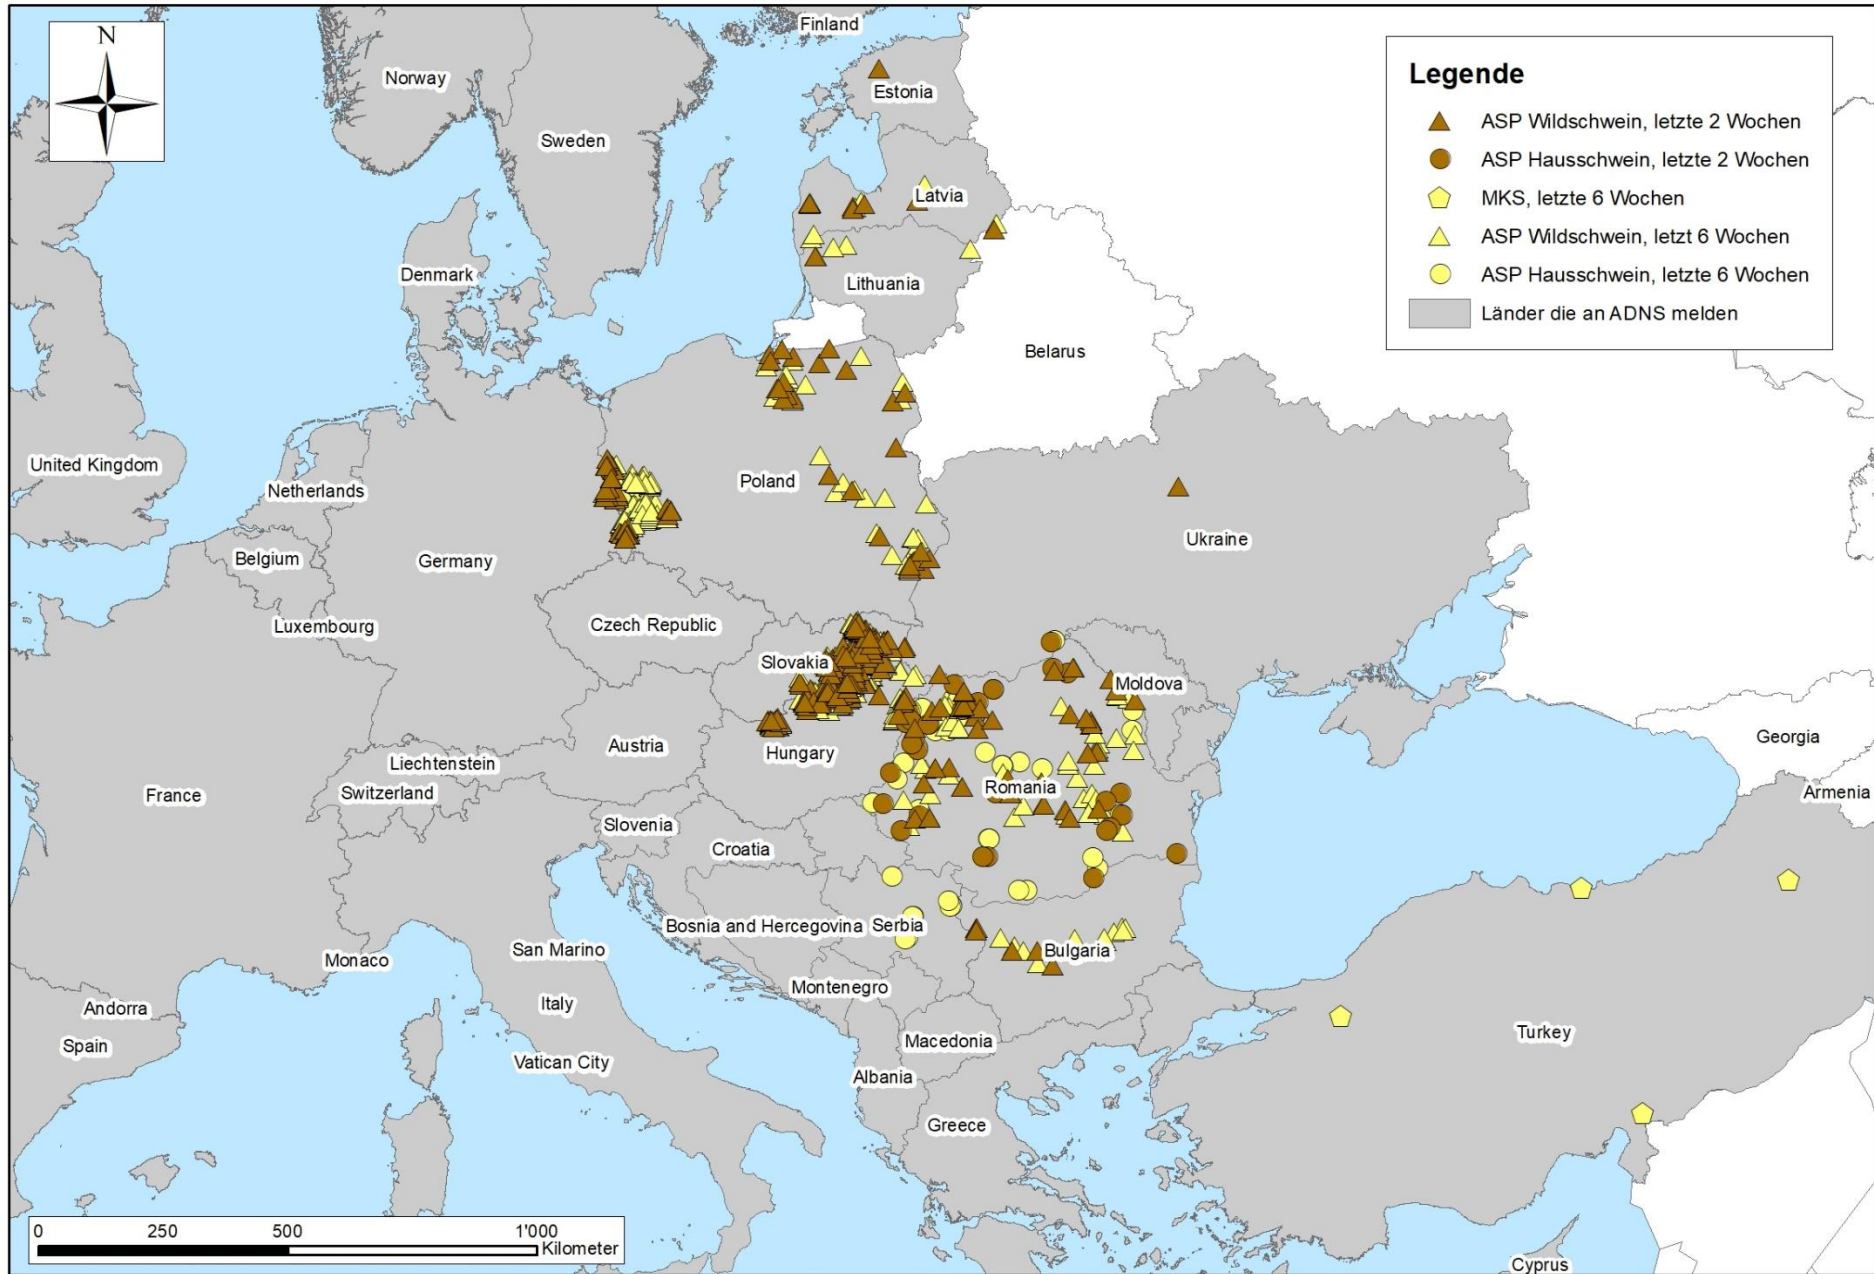 N
Finland
Norway
Estonia
Sweden
Latvia
Denmark
Lithuania
Belarus
United Kingdom
Netherlands
Poland
Ukraine
Belgium
Germany
Luxembourg
Czech Republic
Slovakia
Moldova
Austria
Hungary
Georgia
Liechtenstein
Switzerland
France
Romania
Armenia
Slovenia
Croatia
Bosnia and Hercegovina
Serbia
San Marino
Bulgaria
Monaco
Montenegro
Andorra
Italy
Spain
Macedonia
Turkey
Vatican City
Albania
Greece
Cyprus
Legende
ASP Wildschwein, letzte 2 Wochen
ASP Hausschwein, letzte 2 Wochen
MKS, letzte 6 Wochen
ASP Wildschwein, letzt 6 Wochen
ASP Hausschwein, letzte 6 Wochen
Länder die an ADNS melden
0 250 500 1'000
Kilometer